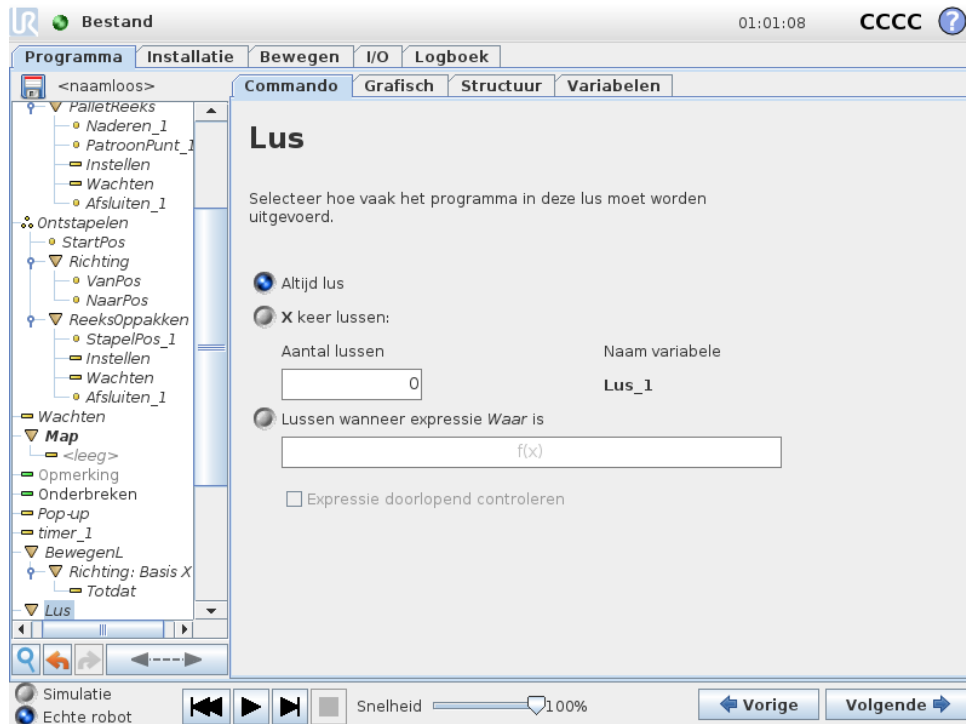 UR Bestand 01:01:08 CCCC ?
Programma Installatie Bewegen I/O Logboek
<naamloos>
PalletReeks
Naderen_1
PatroonPunt_1
Instellen
Wachten
Afsluiten_1
Ontstapelen
StartPos
Richting
VanPos
NaarPos
ReeksOppakken
StapelPos_1
Instellen
Wachten
Afsluiten_1
Wachten
Map
<leeg>
Opmerking
Onderbreken
Pop-up
timer_1
BewegenL
Richting: Basis X
Totdat
Lus
Commando Grafisch Structuur Variabelen
Lus
Selecteer hoe vaak het programma in deze lus moet worden
uitgevoerd.
Altijd lus
X keer lussen:
Aantal lussen Naam variabele
0 Lus_1
Lussen wanneer expressie Waar is
f(x)
Expressie doorlopend controleren
Simulatie
Echte robot
Snelheid 100%
Vorige Volgende